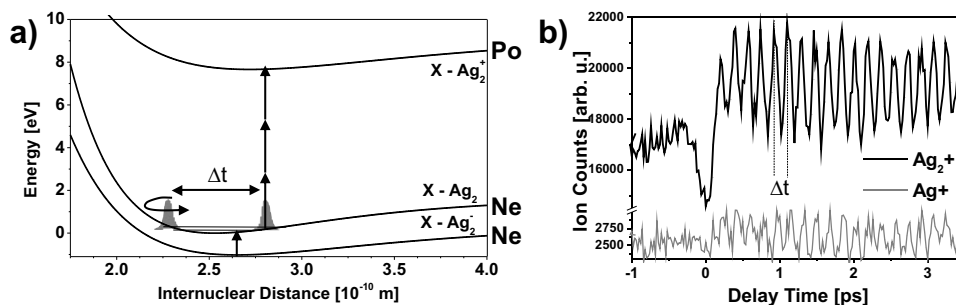 a)
10
8
6
4
2
0
Energy [eV]
2.0
2.5
3.0
3.5
4.0
Internuclear Distance [10⁻¹⁰ m]
Δt
X - Ag₂⁺
Po
X - Ag₂
Ne
X - Ag₂⁻
Ne
b)
22000
20000
18000
16000
2750
2500
Ion Counts [arb. u.]
Δt
Ag₂+
Ag+
-1
0
1
2
3
Delay Time [ps]